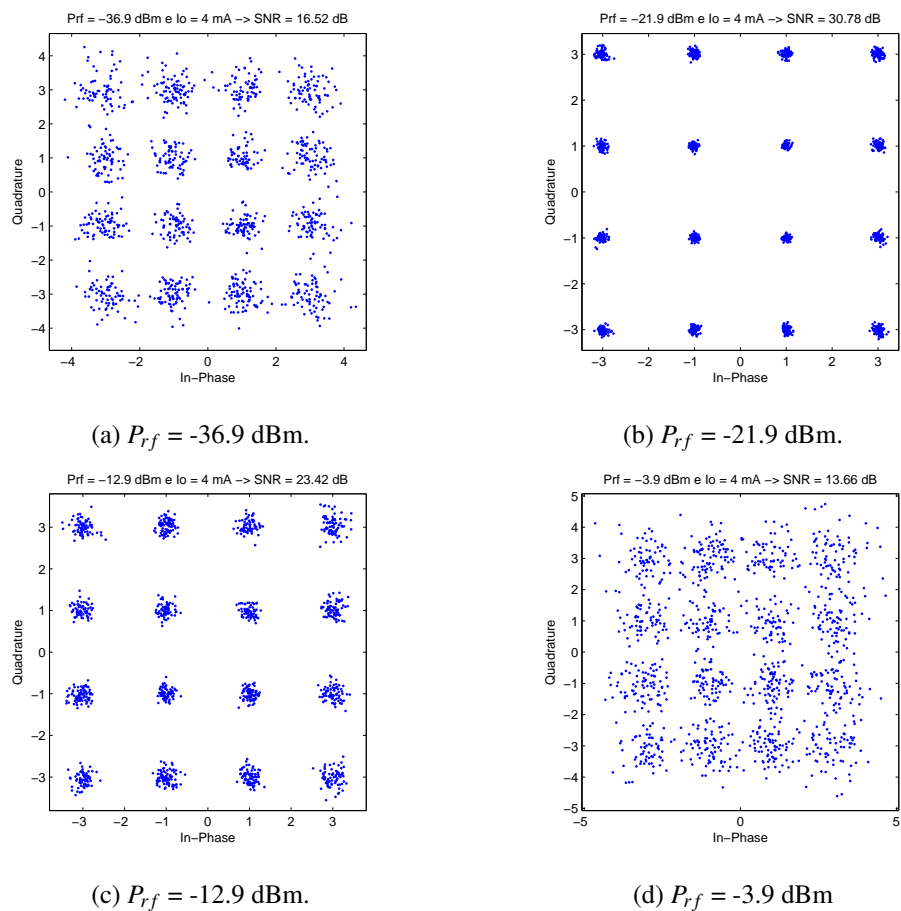 Prf = −36.9 dBm e Io = 4 mA −> SNR = 16.52 dB
4
3
2
1
0
−1
−2
−3
−4
Quadrature
−4 −2 0 2 4
In−Phase
(a) Prf = -36.9 dBm.
Prf = −21.9 dBm e Io = 4 mA −> SNR = 30.78 dB
3
2
1
0
−1
−2
−3
Quadrature
−3 −2 −1 0 1 2 3
In−Phase
(b) Prf = -21.9 dBm.
Prf = −12.9 dBm e Io = 4 mA −> SNR = 23.42 dB
3
2
1
0
−1
−2
−3
Quadrature
−3 −2 −1 0 1 2 3
In−Phase
(c) Prf = -12.9 dBm.
Prf = −3.9 dBm e Io = 4 mA −> SNR = 13.66 dB
5
4
3
2
1
0
−1
−2
−3
−4
−5
Quadrature
−5 0 5
In−Phase
(d) Prf = -3.9 dBm